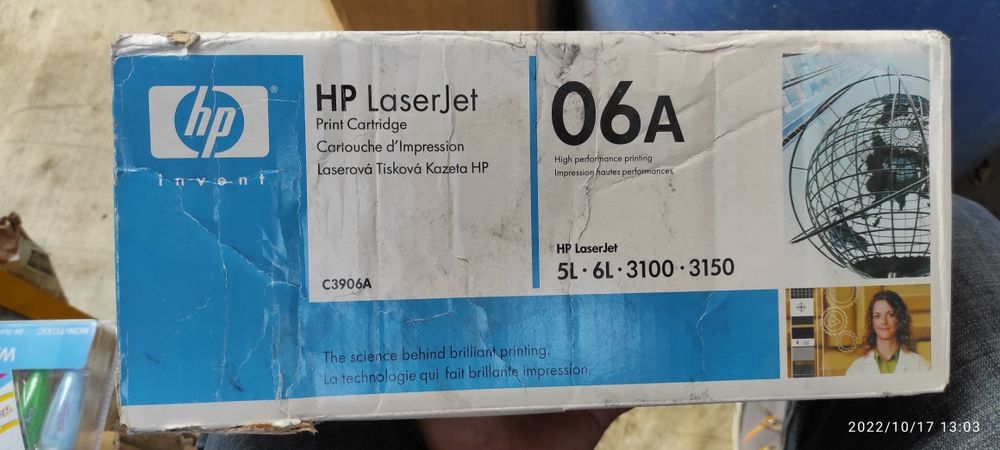 hp
invent
HP LaserJet
Print Cartridge
Cartouche d'Impression
Laserová Tisková Kazeta HP
C3906A
06A
High performance printing
Impression hautes performances
HP LaserJet
5L · 6L · 3100 · 3150
The science behind brilliant printing.
La technologie qui fait brillante impression.
NON-TOXIC
W
2022/10/17 13:03